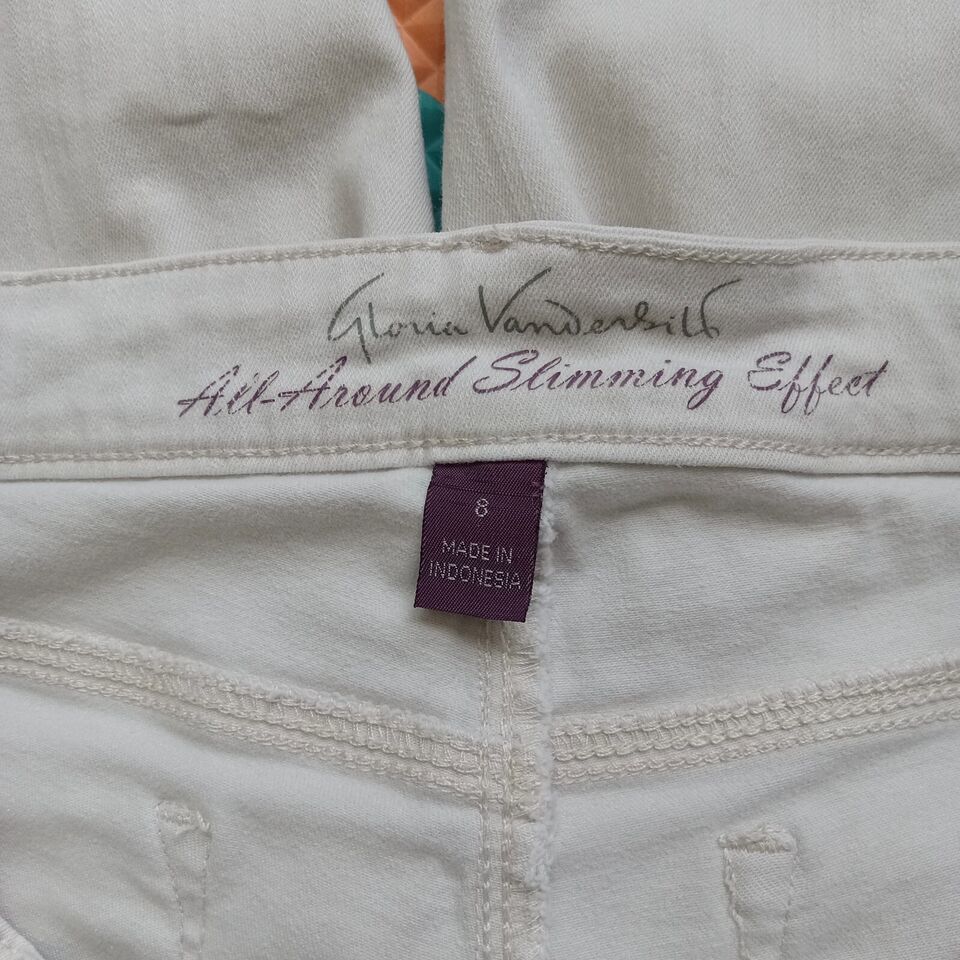 Gloria Vanderbilt
All-Around Slimming Effect
8
MADE IN
INDONESIA